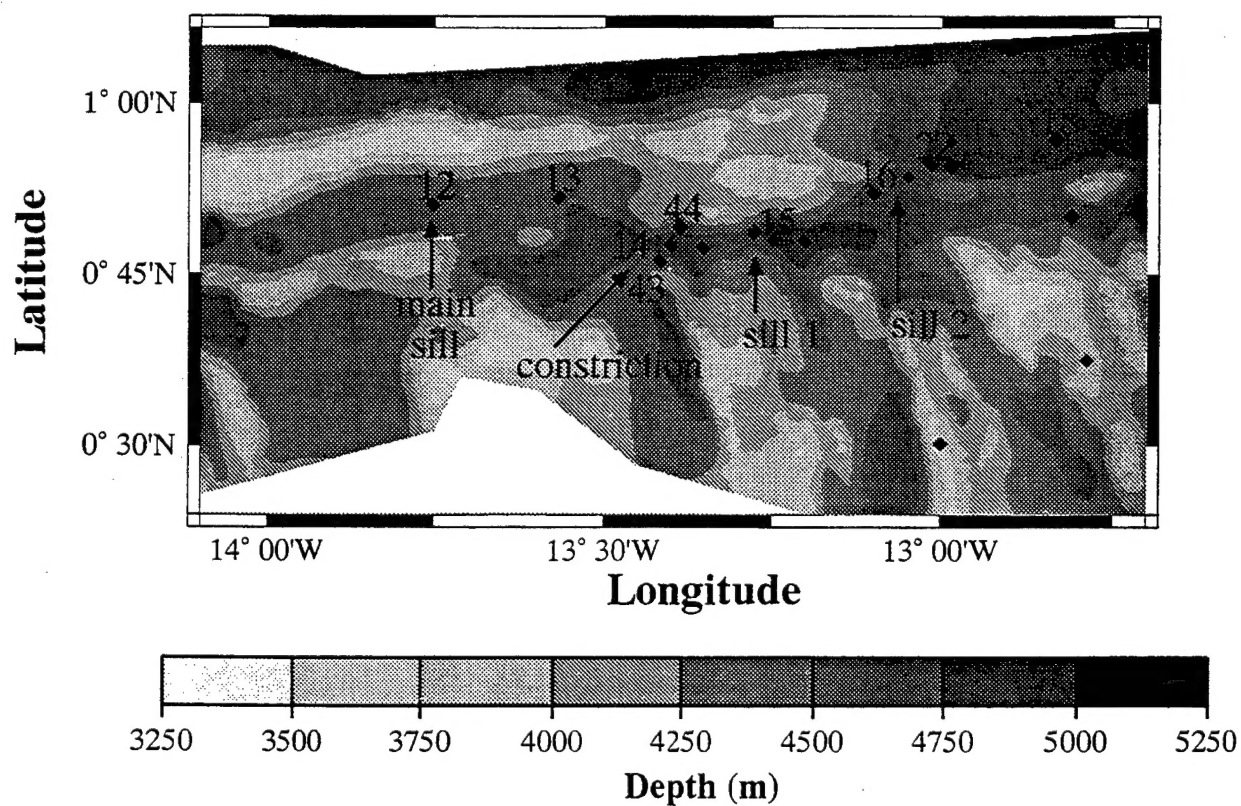 Latitude
1° 00'N
0° 45'N
0° 30'N
12
13
44
15
16
22
14
43
main
sill
constriction
sill 1
sill 2
14° 00'W
13° 30'W
13° 00'W
Longitude
3250
3500
3750
4000
4250
4500
4750
5000
5250
Depth (m)